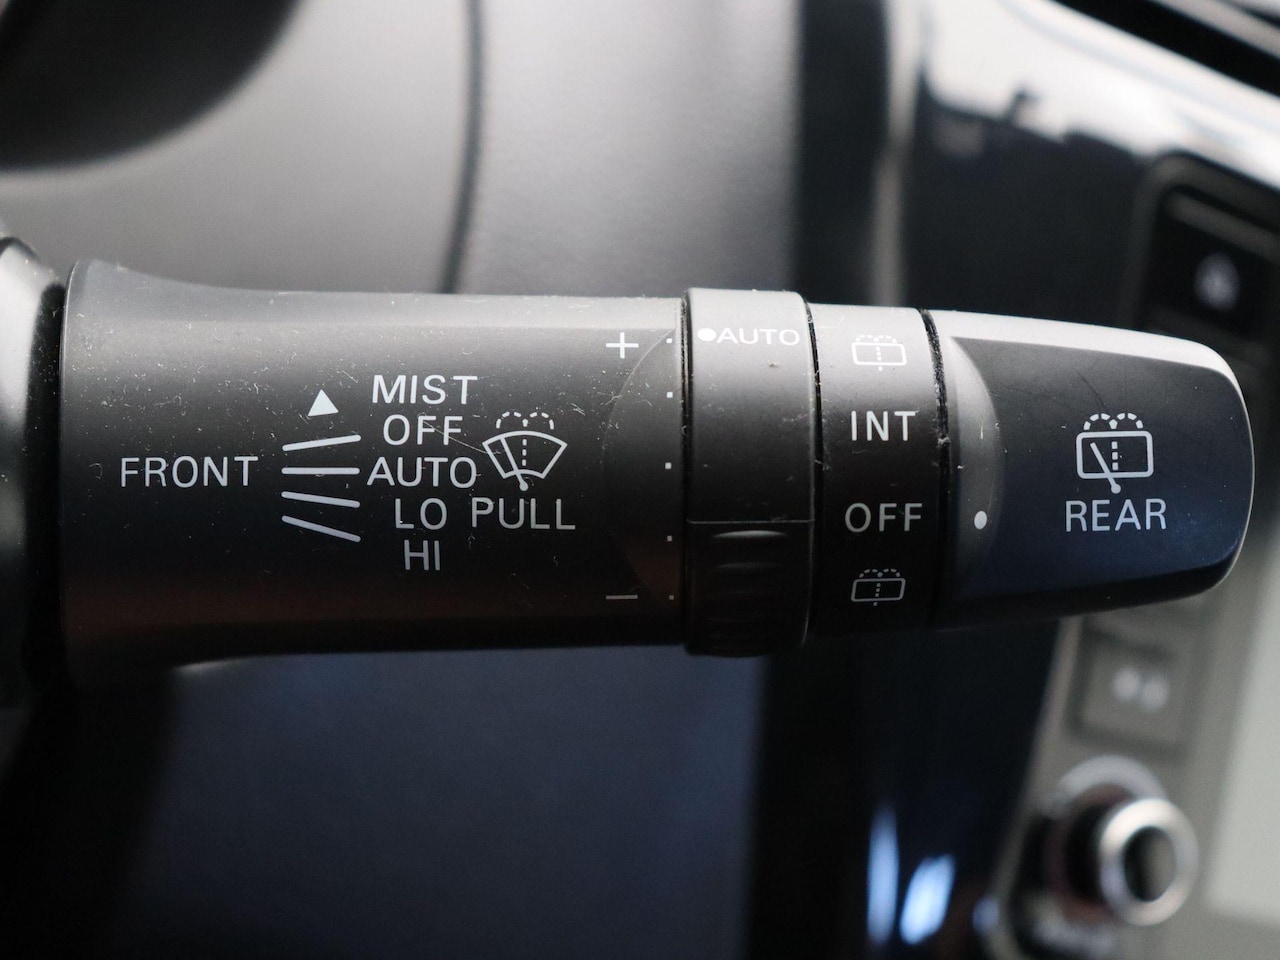 FRONT
MIST
OFF
AUTO
LO
HI
PULL
+
−
●AUTO
INT
OFF
REAR